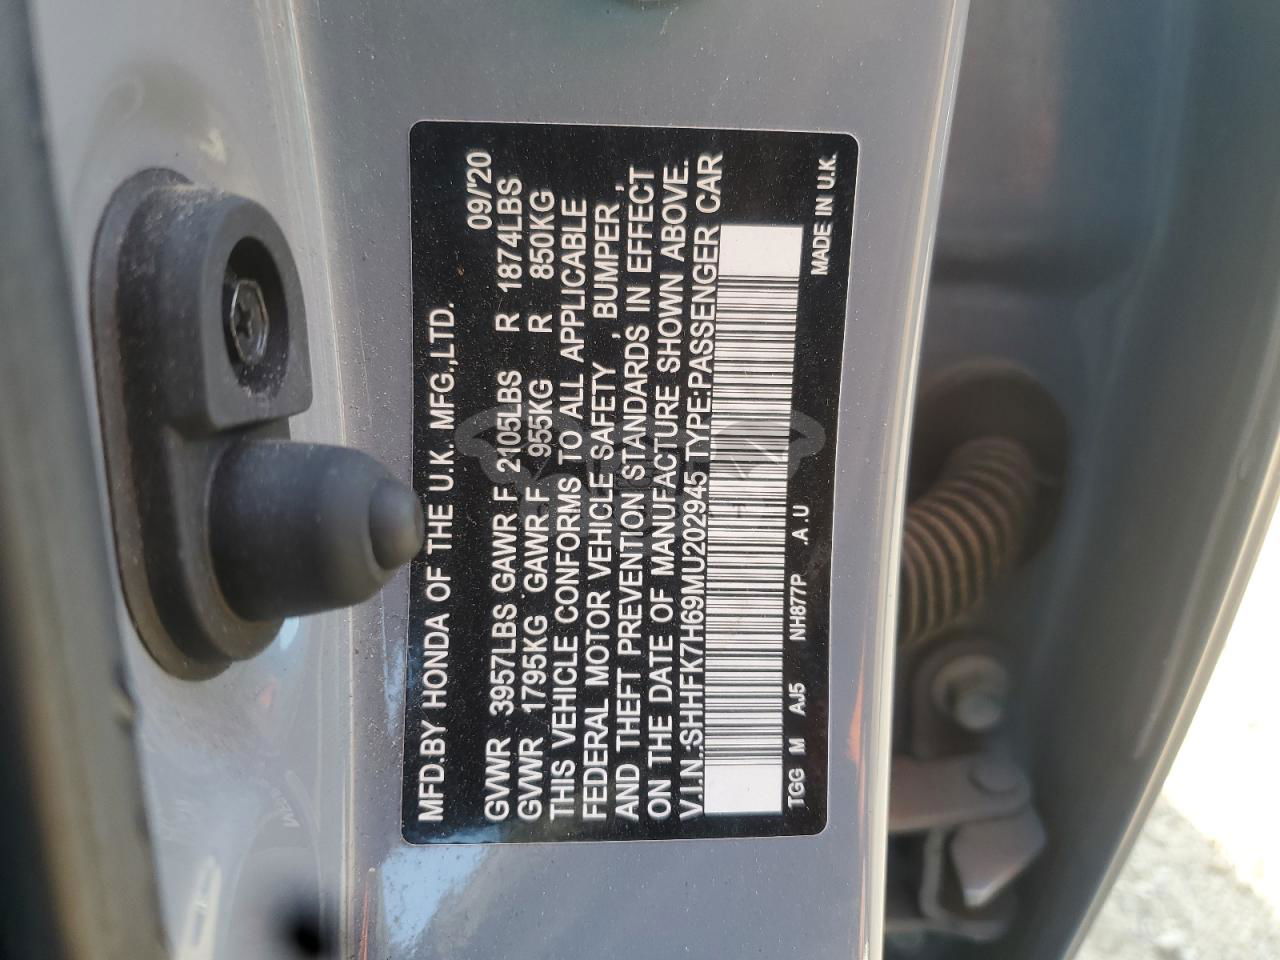 MFD.BY HONDA OF THE U.K. MFG.,LTD. 09/'20
GVWR 3957LBS GAWR F 2105LBS R 1874LBS
GVWR 1795KG GAWR F 955KG R 850KG
THIS VEHICLE CONFORMS TO ALL APPLICABLE
FEDERAL MOTOR VEHICLE SAFETY , BUMPER ,
AND THEFT PREVENTION STANDARDS IN EFFECT
ON THE DATE OF MANUFACTURE SHOWN ABOVE.
V.I.N.:SHHFK7H69MU202945 TYPE:PASSENGER CAR
TGG M AJ5 NH877P .A.U MADE IN U.K.